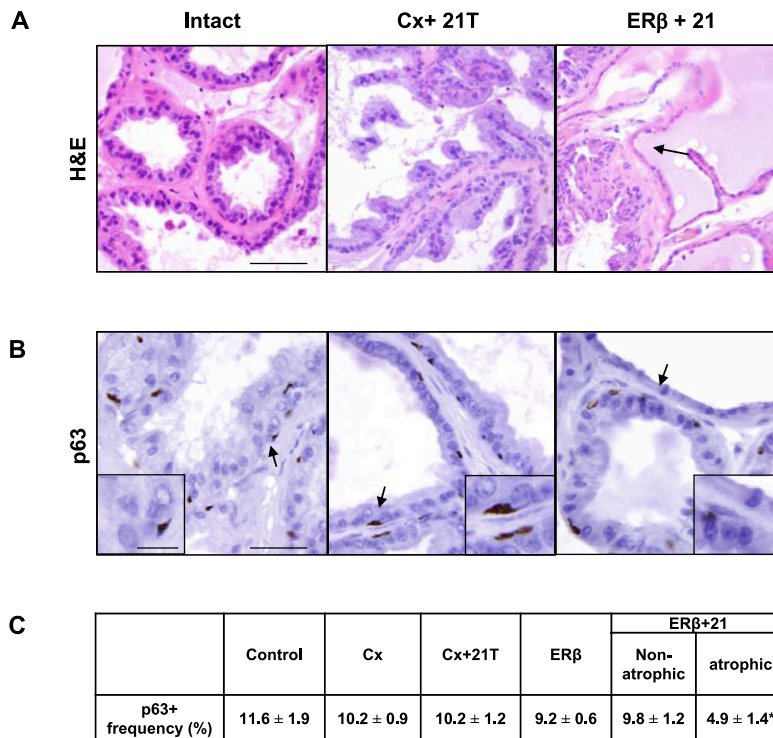 A
Intact
Cx+ 21T
ERβ + 21
H&E
B
p63
C
ERβ+21
Control
Cx
Cx+21T
ERβ
Non-
atrophic
atrophic
p63+
frequency (%)
11.6 ± 1.9
10.2 ± 0.9
10.2 ± 1.2
9.2 ± 0.6
9.8 ± 1.2
4.9 ± 1.4*